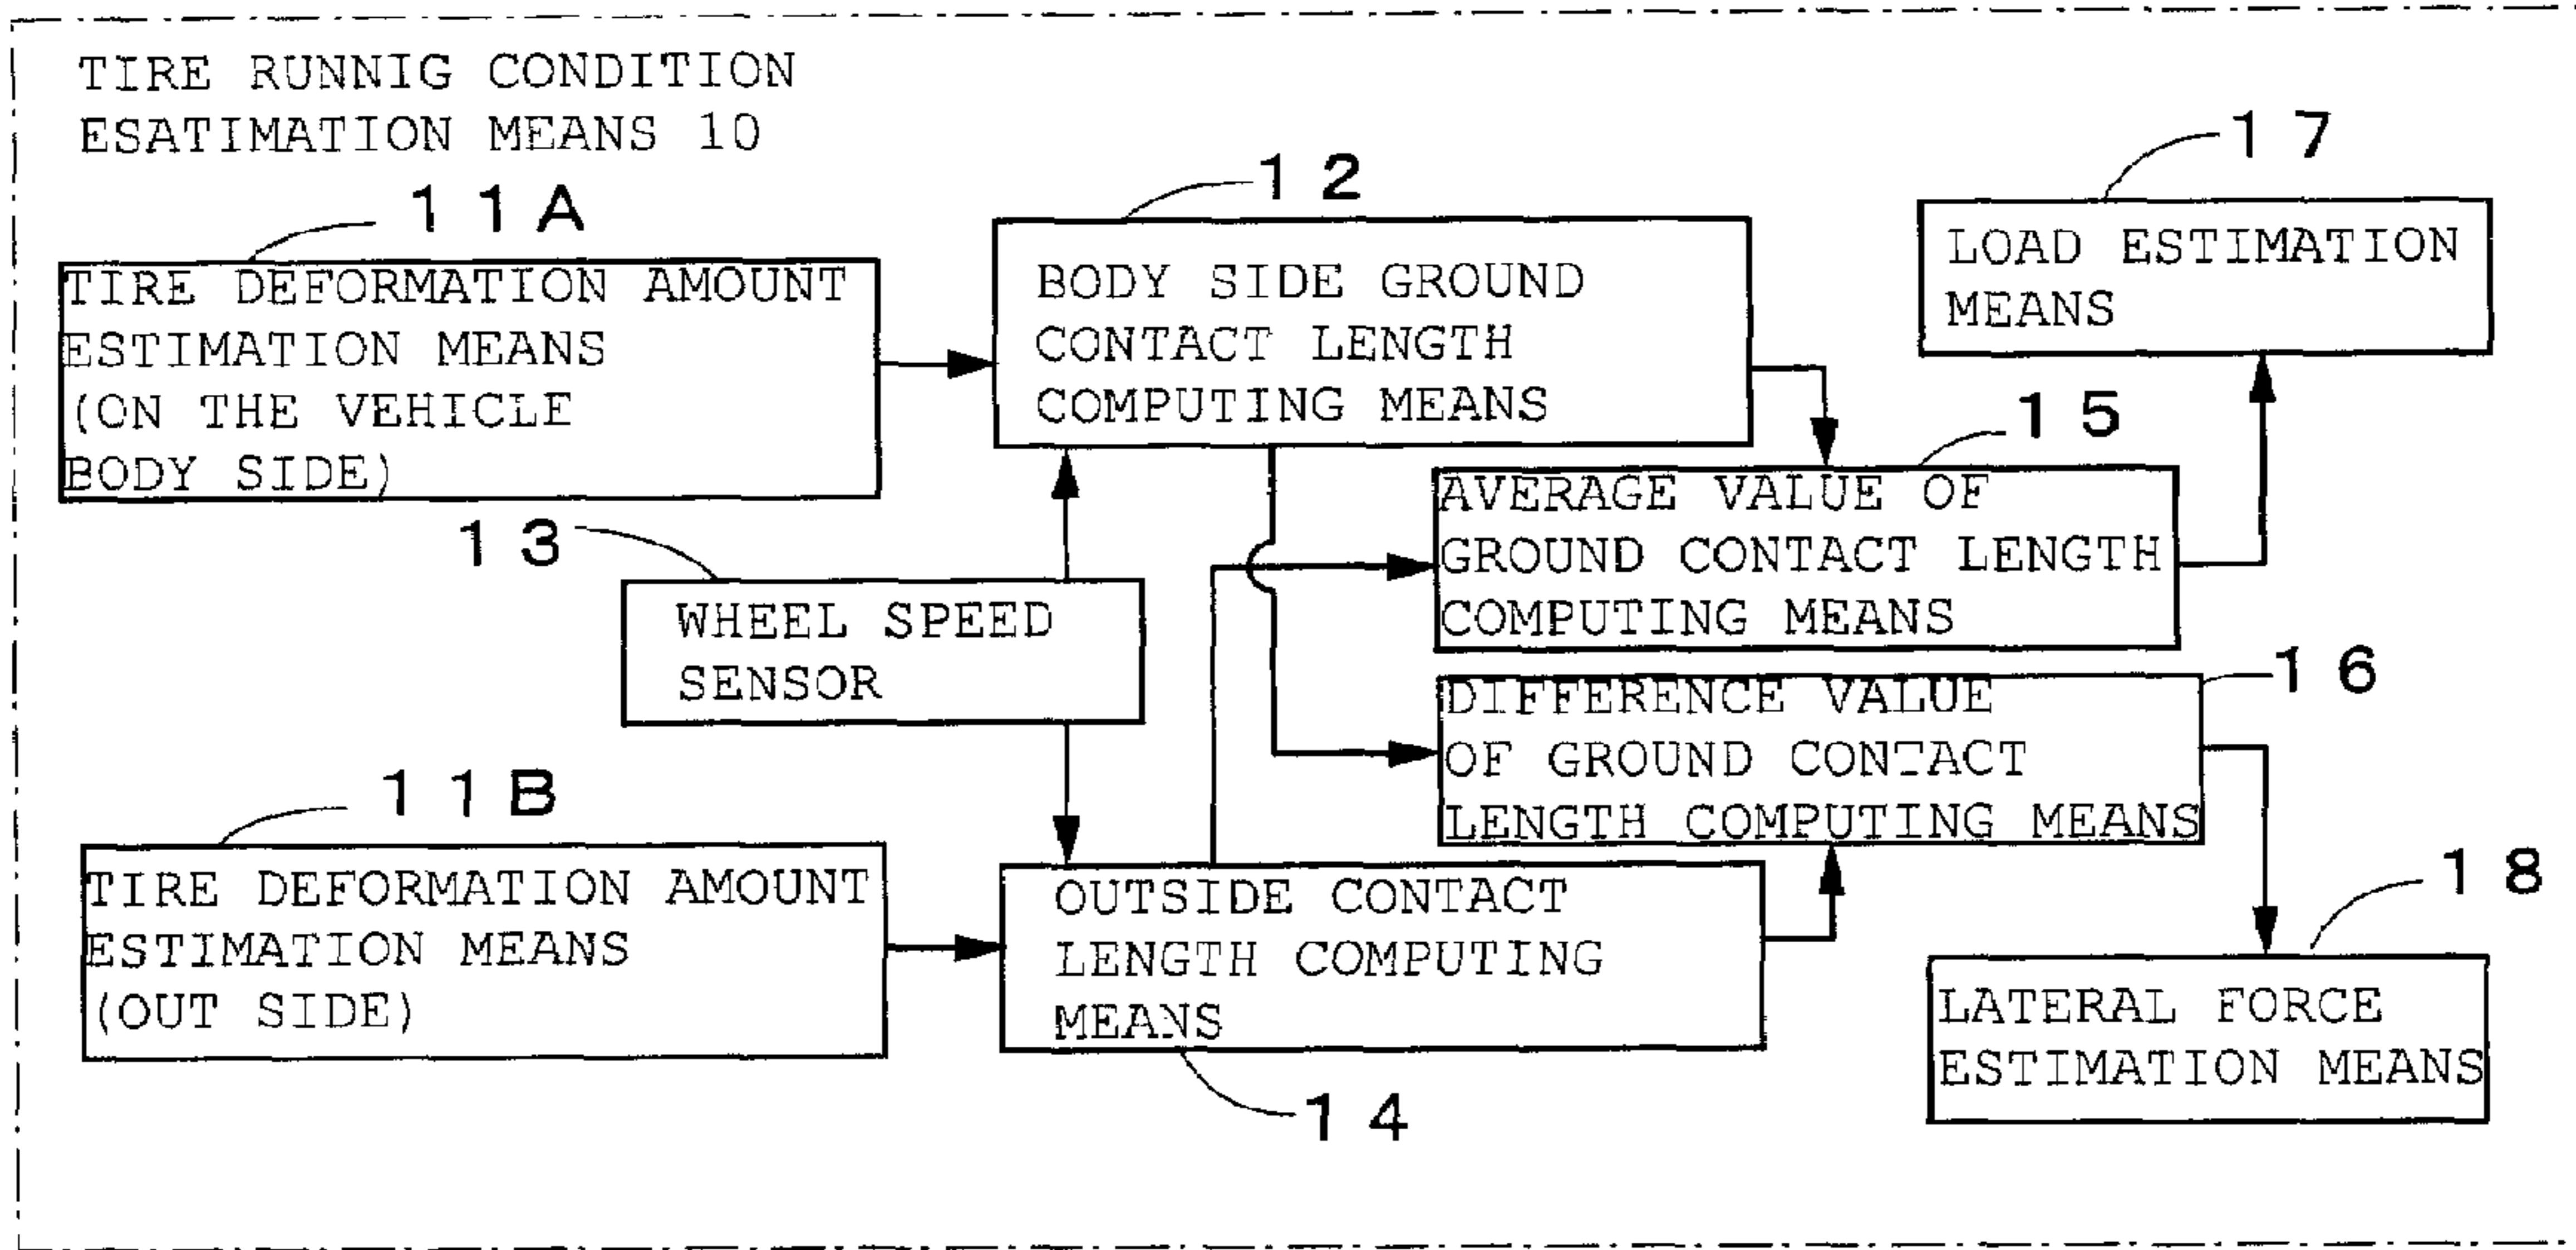 TIRE RUNNIG CONDITION
ESATIMATION MEANS 10
11A
TIRE DEFORMATION AMOUNT
ESTIMATION MEANS
(ON THE VEHICLE
BODY SIDE)
12
BODY SIDE GROUND
CONTACT LENGTH
COMPUTING MEANS
17
LOAD ESTIMATION
MEANS
13
WHEEL SPEED
SENSOR
15
AVERAGE VALUE OF
GROUND CONTACT LENGTH
COMPUTING MEANS
16
DIFFERENCE VALUE
OF GROUND CONTACT
LENGTH COMPUTING MEANS
11B
TIRE DEFORMATION AMOUNT
ESTIMATION MEANS
(OUT SIDE)
OUTSIDE CONTACT
LENGTH COMPUTING
MEANS
14
18
LATERAL FORCE
ESTIMATION MEANS